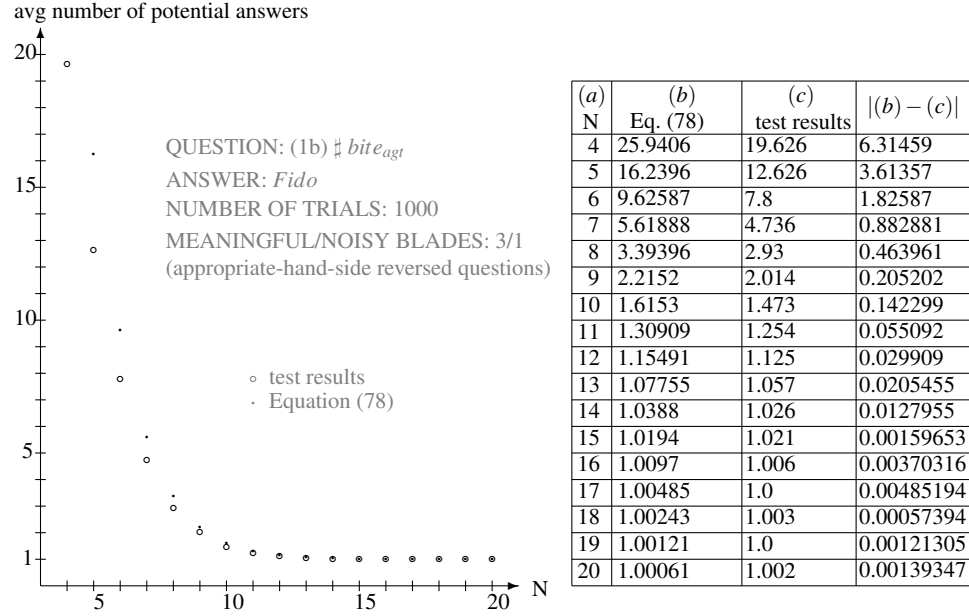 avg number of potential answers
20
15
10
5
1
5 10 15 20 N
QUESTION: (1b) ♯ bite_agt
ANSWER: Fido
NUMBER OF TRIALS: 1000
MEANINGFUL/NOISY BLADES: 3/1
(appropriate-hand-side reversed questions)
∘ test results
· Equation (78)
(a) (b) (c) |(b) − (c)|
N Eq. (78) test results
4 25.9406 19.626 6.31459
5 16.2396 12.626 3.61357
6 9.62587 7.8 1.82587
7 5.61888 4.736 0.882881
8 3.39396 2.93 0.463961
9 2.2152 2.014 0.205202
10 1.6153 1.473 0.142299
11 1.30909 1.254 0.055092
12 1.15491 1.125 0.029909
13 1.07755 1.057 0.0205455
14 1.0388 1.026 0.0127955
15 1.0194 1.021 0.00159653
16 1.0097 1.006 0.00370316
17 1.00485 1.0 0.00485194
18 1.00243 1.003 0.00057394
19 1.00121 1.0 0.00121305
20 1.00061 1.002 0.00139347